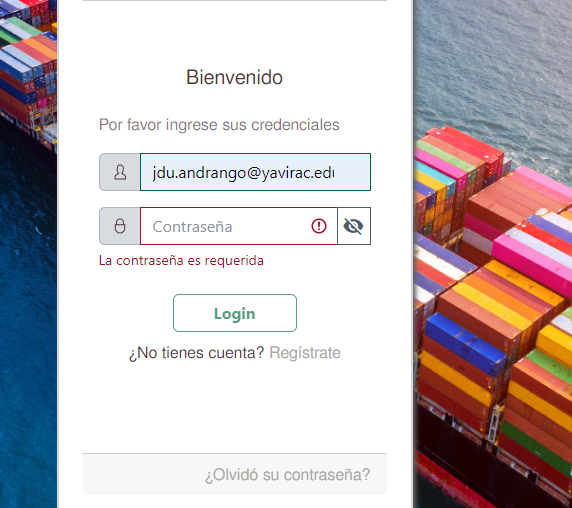 Bienvenido
Por favor ingrese sus credenciales
jdu.andrango@yavirac.edu
Contraseña
La contraseña es requerida
Login
¿No tienes cuenta? Regístrate
¿Olvidó su contraseña?